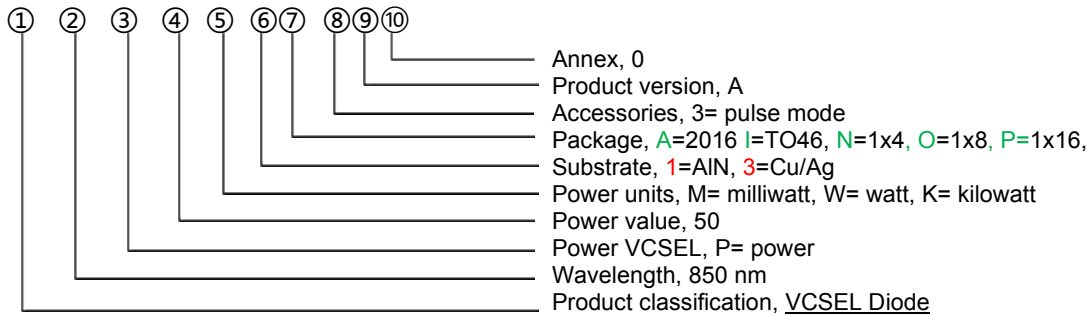 ① ② ③ ④ ⑤ ⑥⑦ ⑧⑨⑩
Annex, 0
Product version, A
Accessories, 3= pulse mode
Package, A=2016 I=TO46, N=1x4, O=1x8, P=1x16,
Substrate, 1=AlN, 3=Cu/Ag
Power units, M= milliwatt, W= watt, K= kilowatt
Power value, 50
Power VCSEL, P= power
Wavelength, 850 nm
Product classification, VCSEL Diode